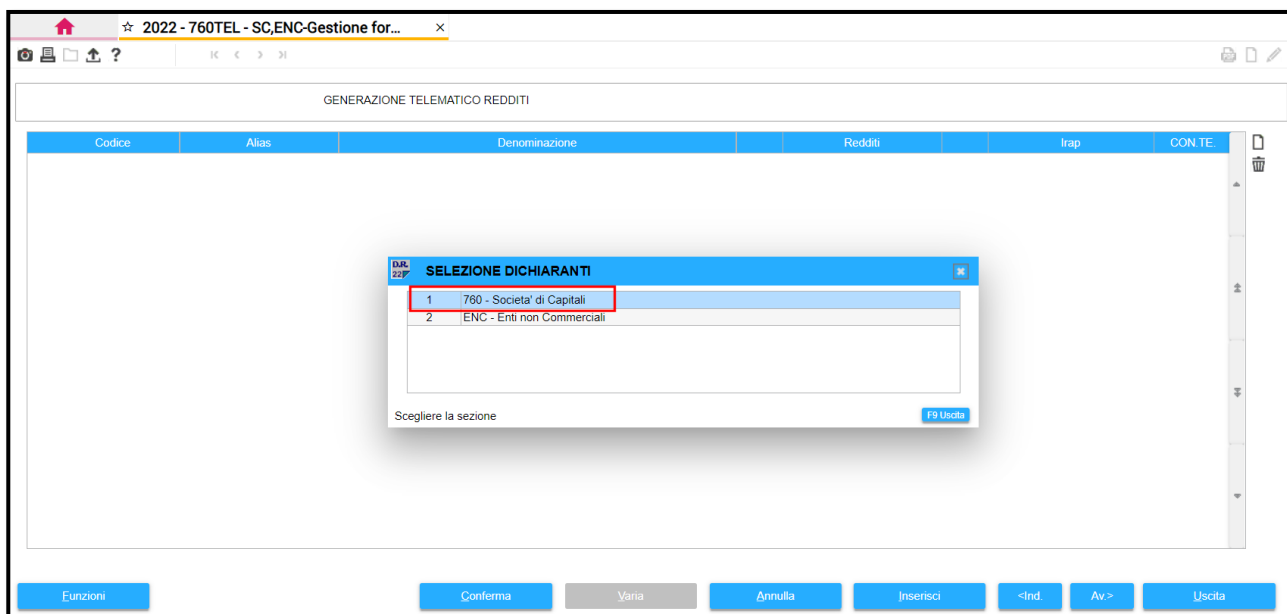 ☆ 2022 - 760TEL - SC,ENC-Gestione for... ×
?
GENERAZIONE TELEMATICO REDDITI
Codice Alias Denominazione Redditi Irap CON.TE.
D.R. 22 SELEZIONE DICHIARANTI
1 760 - Societa' di Capitali
2 ENC - Enti non Commerciali
Scegliere la sezione F9 Uscita
Funzioni Conferma Varia Annulla Inserisci <Ind. Av.> Uscita